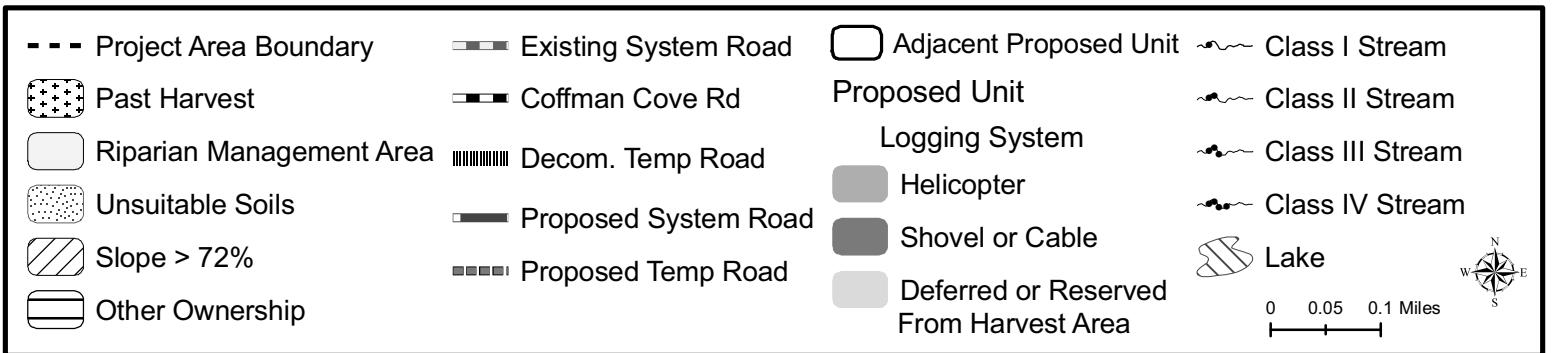 Project Area Boundary
Past Harvest
Riparian Management Area
Unsuitable Soils
Slope > 72%
Other Ownership
Existing System Road
Coffman Cove Rd
Decom. Temp Road
Proposed System Road
Proposed Temp Road
Adjacent Proposed Unit
Proposed Unit
Logging System
Helicopter
Shovel or Cable
Deferred or Reserved
From Harvest Area
Class I Stream
Class II Stream
Class III Stream
Class IV Stream
Lake
N
W E
S
0 0.05 0.1 Miles